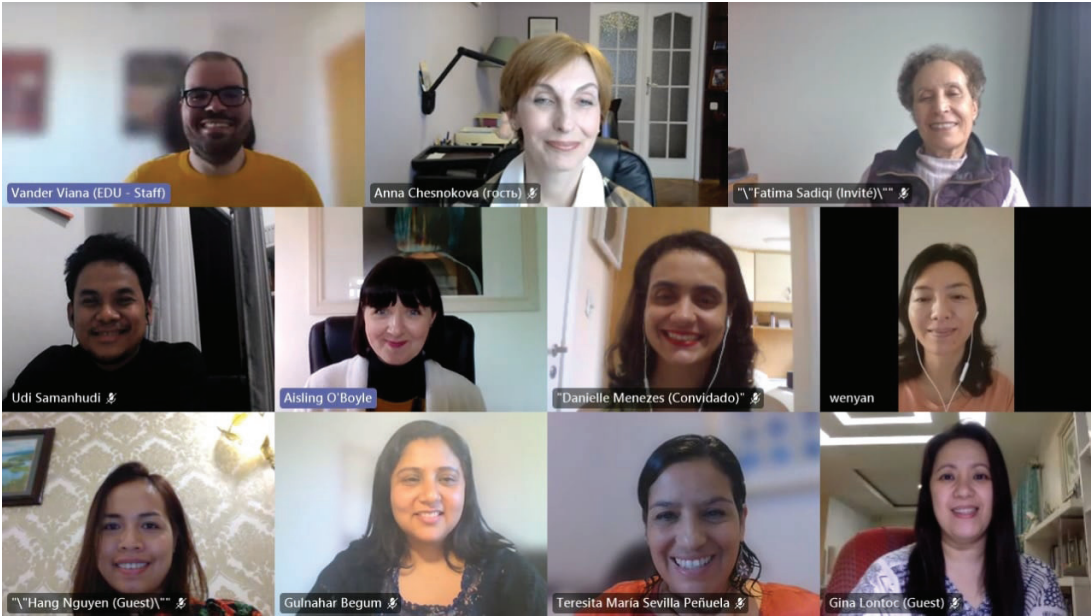 Vander Viana (EDU - Staff)
Anna Chesnokova (гость)
"\"Fatima Sadiqi (Invité)\""
Udi Samanhudi
Aisling O'Boyle
"Danielle Menezes (Convidado)"
wenyan
"\"Hang Nguyen (Guest)\""
Gulnahar Begum
Teresita María Sevilla Peñuela
Gina Lontoc (Guest)